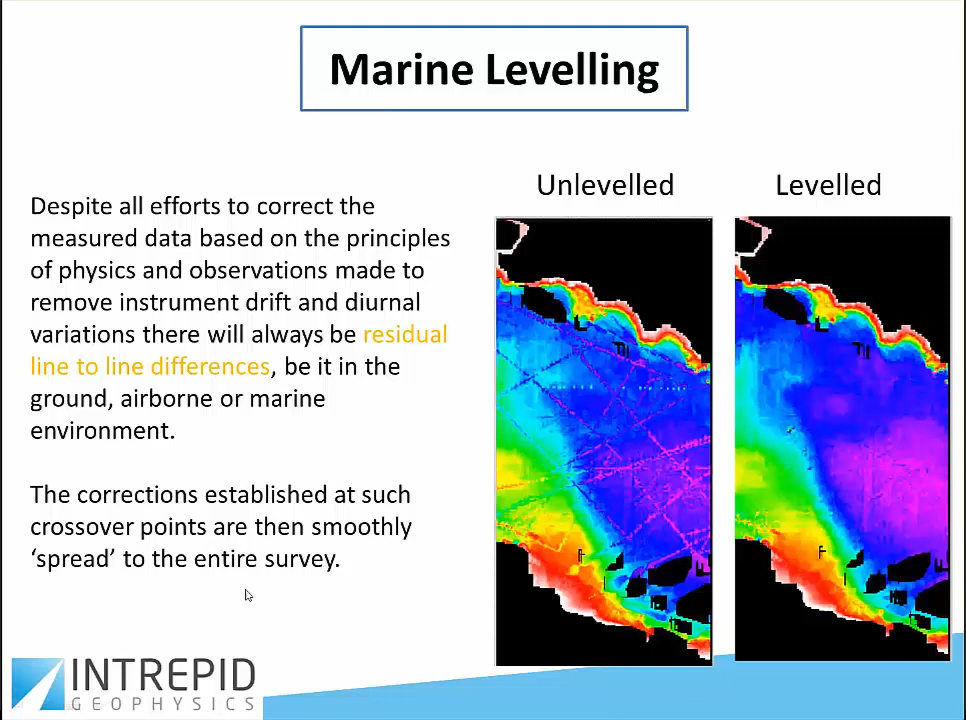 Marine Levelling
Unlevelled
Levelled
Despite all efforts to correct the
measured data based on the principles
of physics and observations made to
remove instrument drift and diurnal
variations there will always be residual
line to line differences, be it in the
ground, airborne or marine
environment.
The corrections established at such
crossover points are then smoothly
‘spread’ to the entire survey.
INTREPID
GEOPHYSICS